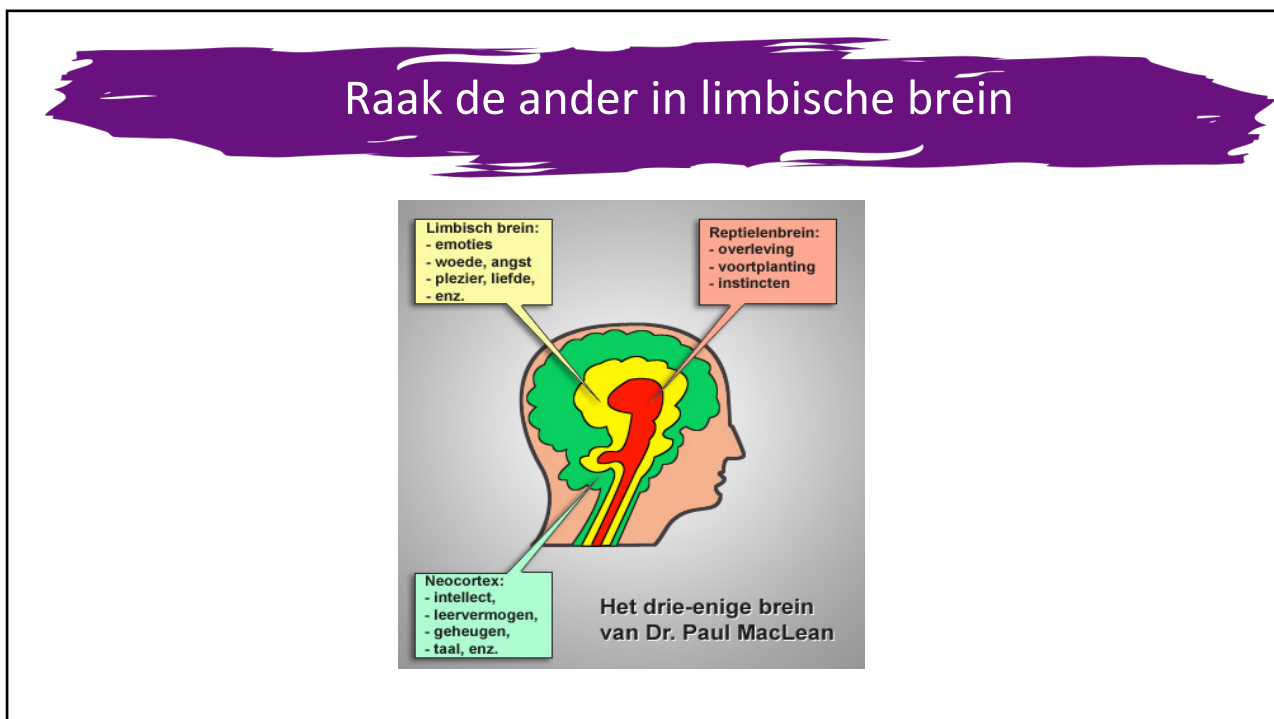 Raak de ander in limbische brein
Limbisch brein:
- emoties
- woede, angst
- plezier, liefde,
- enz.
Reptielenbrein:
- overleving
- voortplanting
- instincten
Neocortex:
- intellect,
- leervermogen,
- geheugen,
- taal, enz.
Het drie-enige brein
van Dr. Paul MacLean